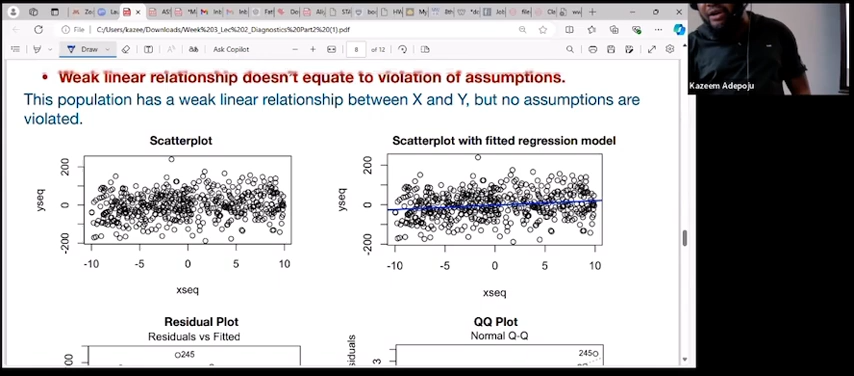 File
C:/Users/kazee/Downloads/Week%203_Lec%202_Diagnostics%20Part2%20(1).pdf
Draw
Ask Copilot
8
of 12
• Weak linear relationship doesn't equate to violation of assumptions.
This population has a weak linear relationship between X and Y, but no assumptions are
violated.
Scatterplot
yseq
200
0
-200
-10 -5 0 5 10
xseq
Scatterplot with fitted regression model
yseq
200
0
-200
-10 -5 0 5 10
xseq
Residual Plot
Residuals vs Fitted
245
QQ Plot
Normal Q-Q
3
245
Kazeem Adepoju